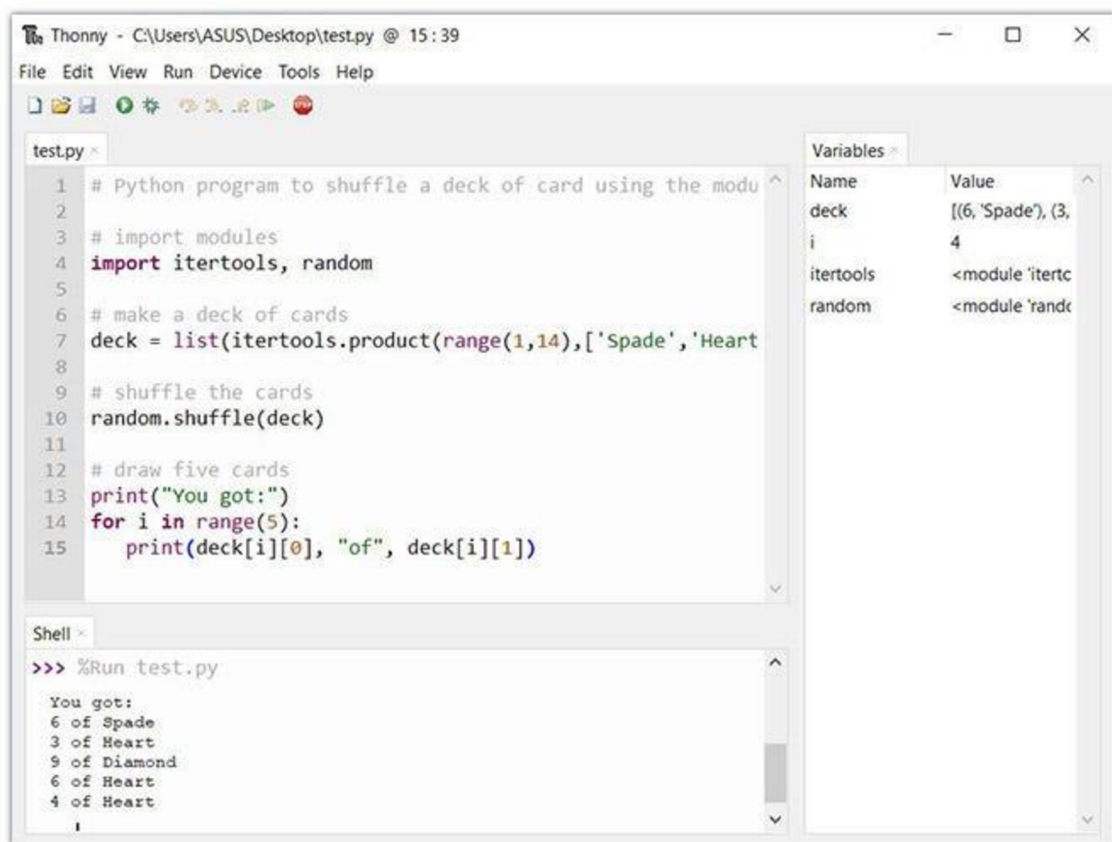 Thonny - C:\Users\ASUS\Desktop\test.py @ 15:39
File Edit View Run Device Tools Help
test.py ×
1 # Python program to shuffle a deck of card using the modu
2
3 # import modules
4 import itertools, random
5
6 # make a deck of cards
7 deck = list(itertools.product(range(1,14),['Spade','Heart
8
9 # shuffle the cards
10 random.shuffle(deck)
11
12 # draw five cards
13 print("You got:")
14 for i in range(5):
15    print(deck[i][0], "of", deck[i][1])
Variables ×
Name Value
deck [(6, 'Spade'), (3,
i 4
itertools <module 'itertc
random <module 'randc
Shell ×
>>> %Run test.py
You got:
6 of Spade
3 of Heart
9 of Diamond
6 of Heart
4 of Heart